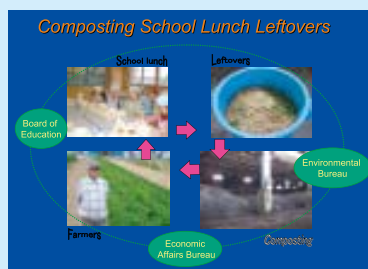 Composting School Lunch Leftovers
School lunch
Leftovers
Board of
Education
Environmental
Bureau
Farmers
Economic
Affairs Bureau
Composting